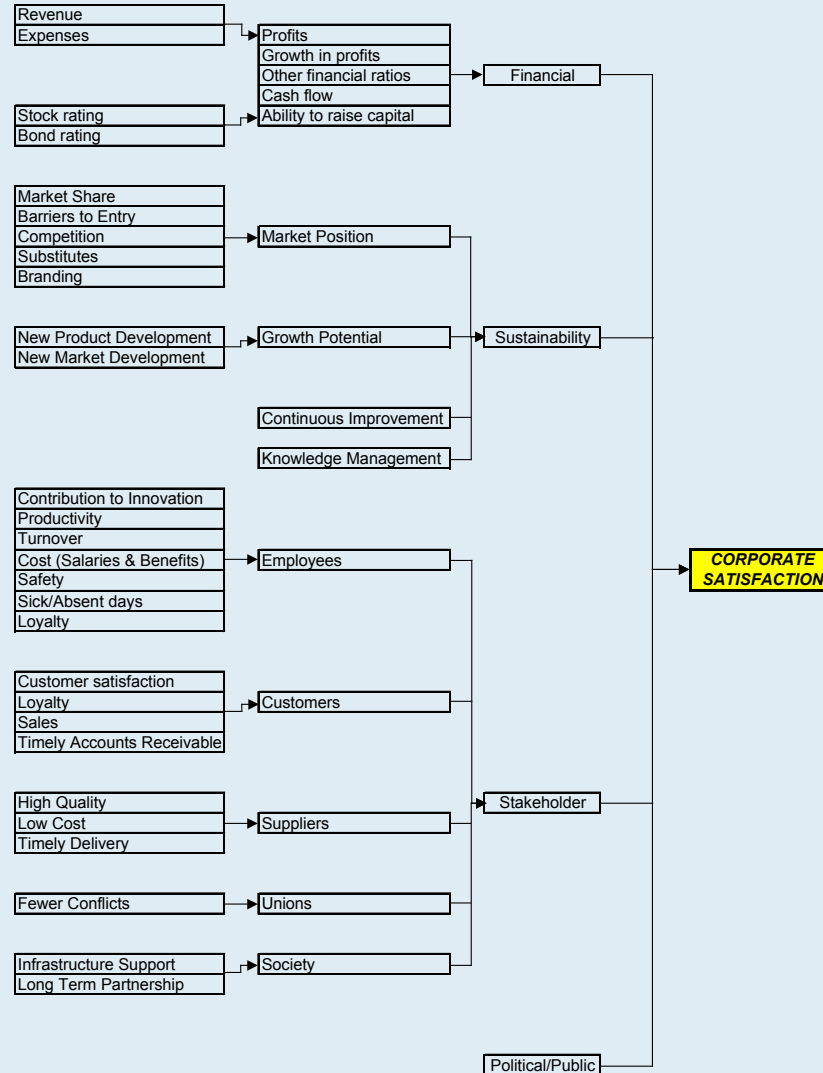 Revenue
Expenses
Profits
Growth in profits
Other financial ratios
Cash flow
Ability to raise capital
Financial
Stock rating
Bond rating
Market Share
Barriers to Entry
Competition
Substitutes
Branding
Market Position
New Product Development
New Market Development
Growth Potential
Sustainability
Continuous Improvement
Knowledge Management
Contribution to Innovation
Productivity
Turnover
Cost (Salaries & Benefits)
Safety
Sick/Absent days
Loyalty
Employees
CORPORATE
SATISFACTION
Customer satisfaction
Loyalty
Sales
Timely Accounts Receivable
Customers
High Quality
Low Cost
Timely Delivery
Suppliers
Stakeholder
Fewer Conflicts
Unions
Infrastructure Support
Long Term Partnership
Society
Political/Public